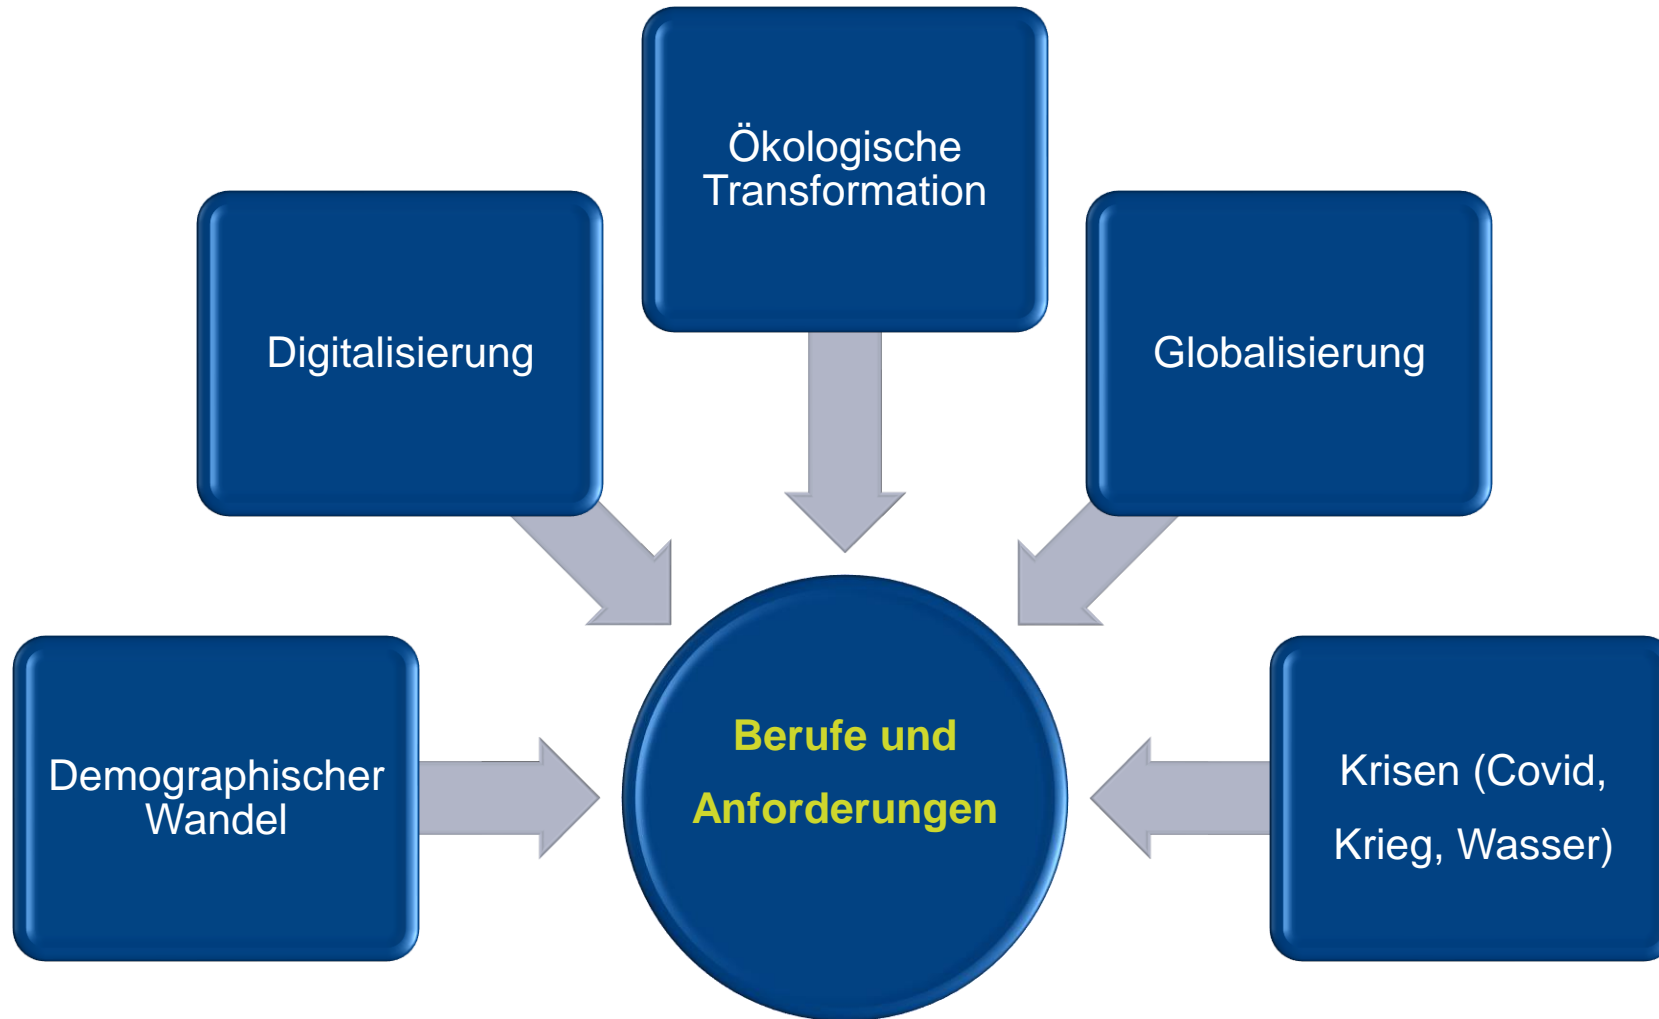 Ökologische
Transformation
Digitalisierung
Globalisierung
Demographischer
Wandel
Berufe und
Anforderungen
Krisen (Covid,
Krieg, Wasser)